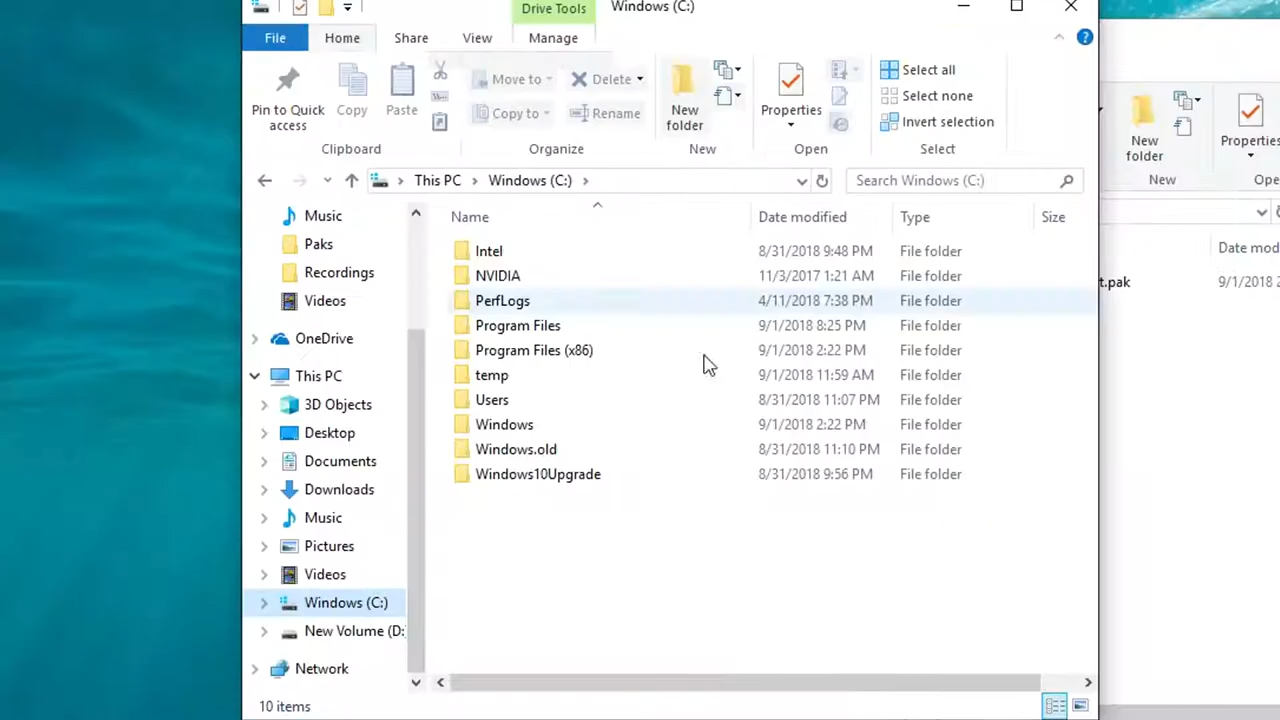 Drive Tools
Windows (C:)
File
Home
Share
View
Manage
Pin to Quick access
Copy
Paste
Move to
Copy to
Delete
Rename
New folder
Properties
Select all
Select none
Invert selection
Clipboard
Organize
New
Open
Select
This PC > Windows (C:) >
Search Windows (C:)
Name
Date modified
Type
Size
Intel 8/31/2018 9:48 PM File folder
NVIDIA 11/3/2017 1:21 AM File folder
PerfLogs 4/11/2018 7:38 PM File folder
Program Files 9/1/2018 8:25 PM File folder
Program Files (x86) 9/1/2018 2:22 PM File folder
temp 9/1/2018 11:59 AM File folder
Users 8/31/2018 11:07 PM File folder
Windows 9/1/2018 2:22 PM File folder
Windows.old 8/31/2018 11:10 PM File folder
Windows10Upgrade 8/31/2018 9:56 PM File folder
Music
Paks
Recordings
Videos
OneDrive
This PC
3D Objects
Desktop
Documents
Downloads
Music
Pictures
Videos
Windows (C:)
New Volume (D:
Network
10 items
New folder
Properties
New
Ope
Date mod
t.pak
9/1/2018 2